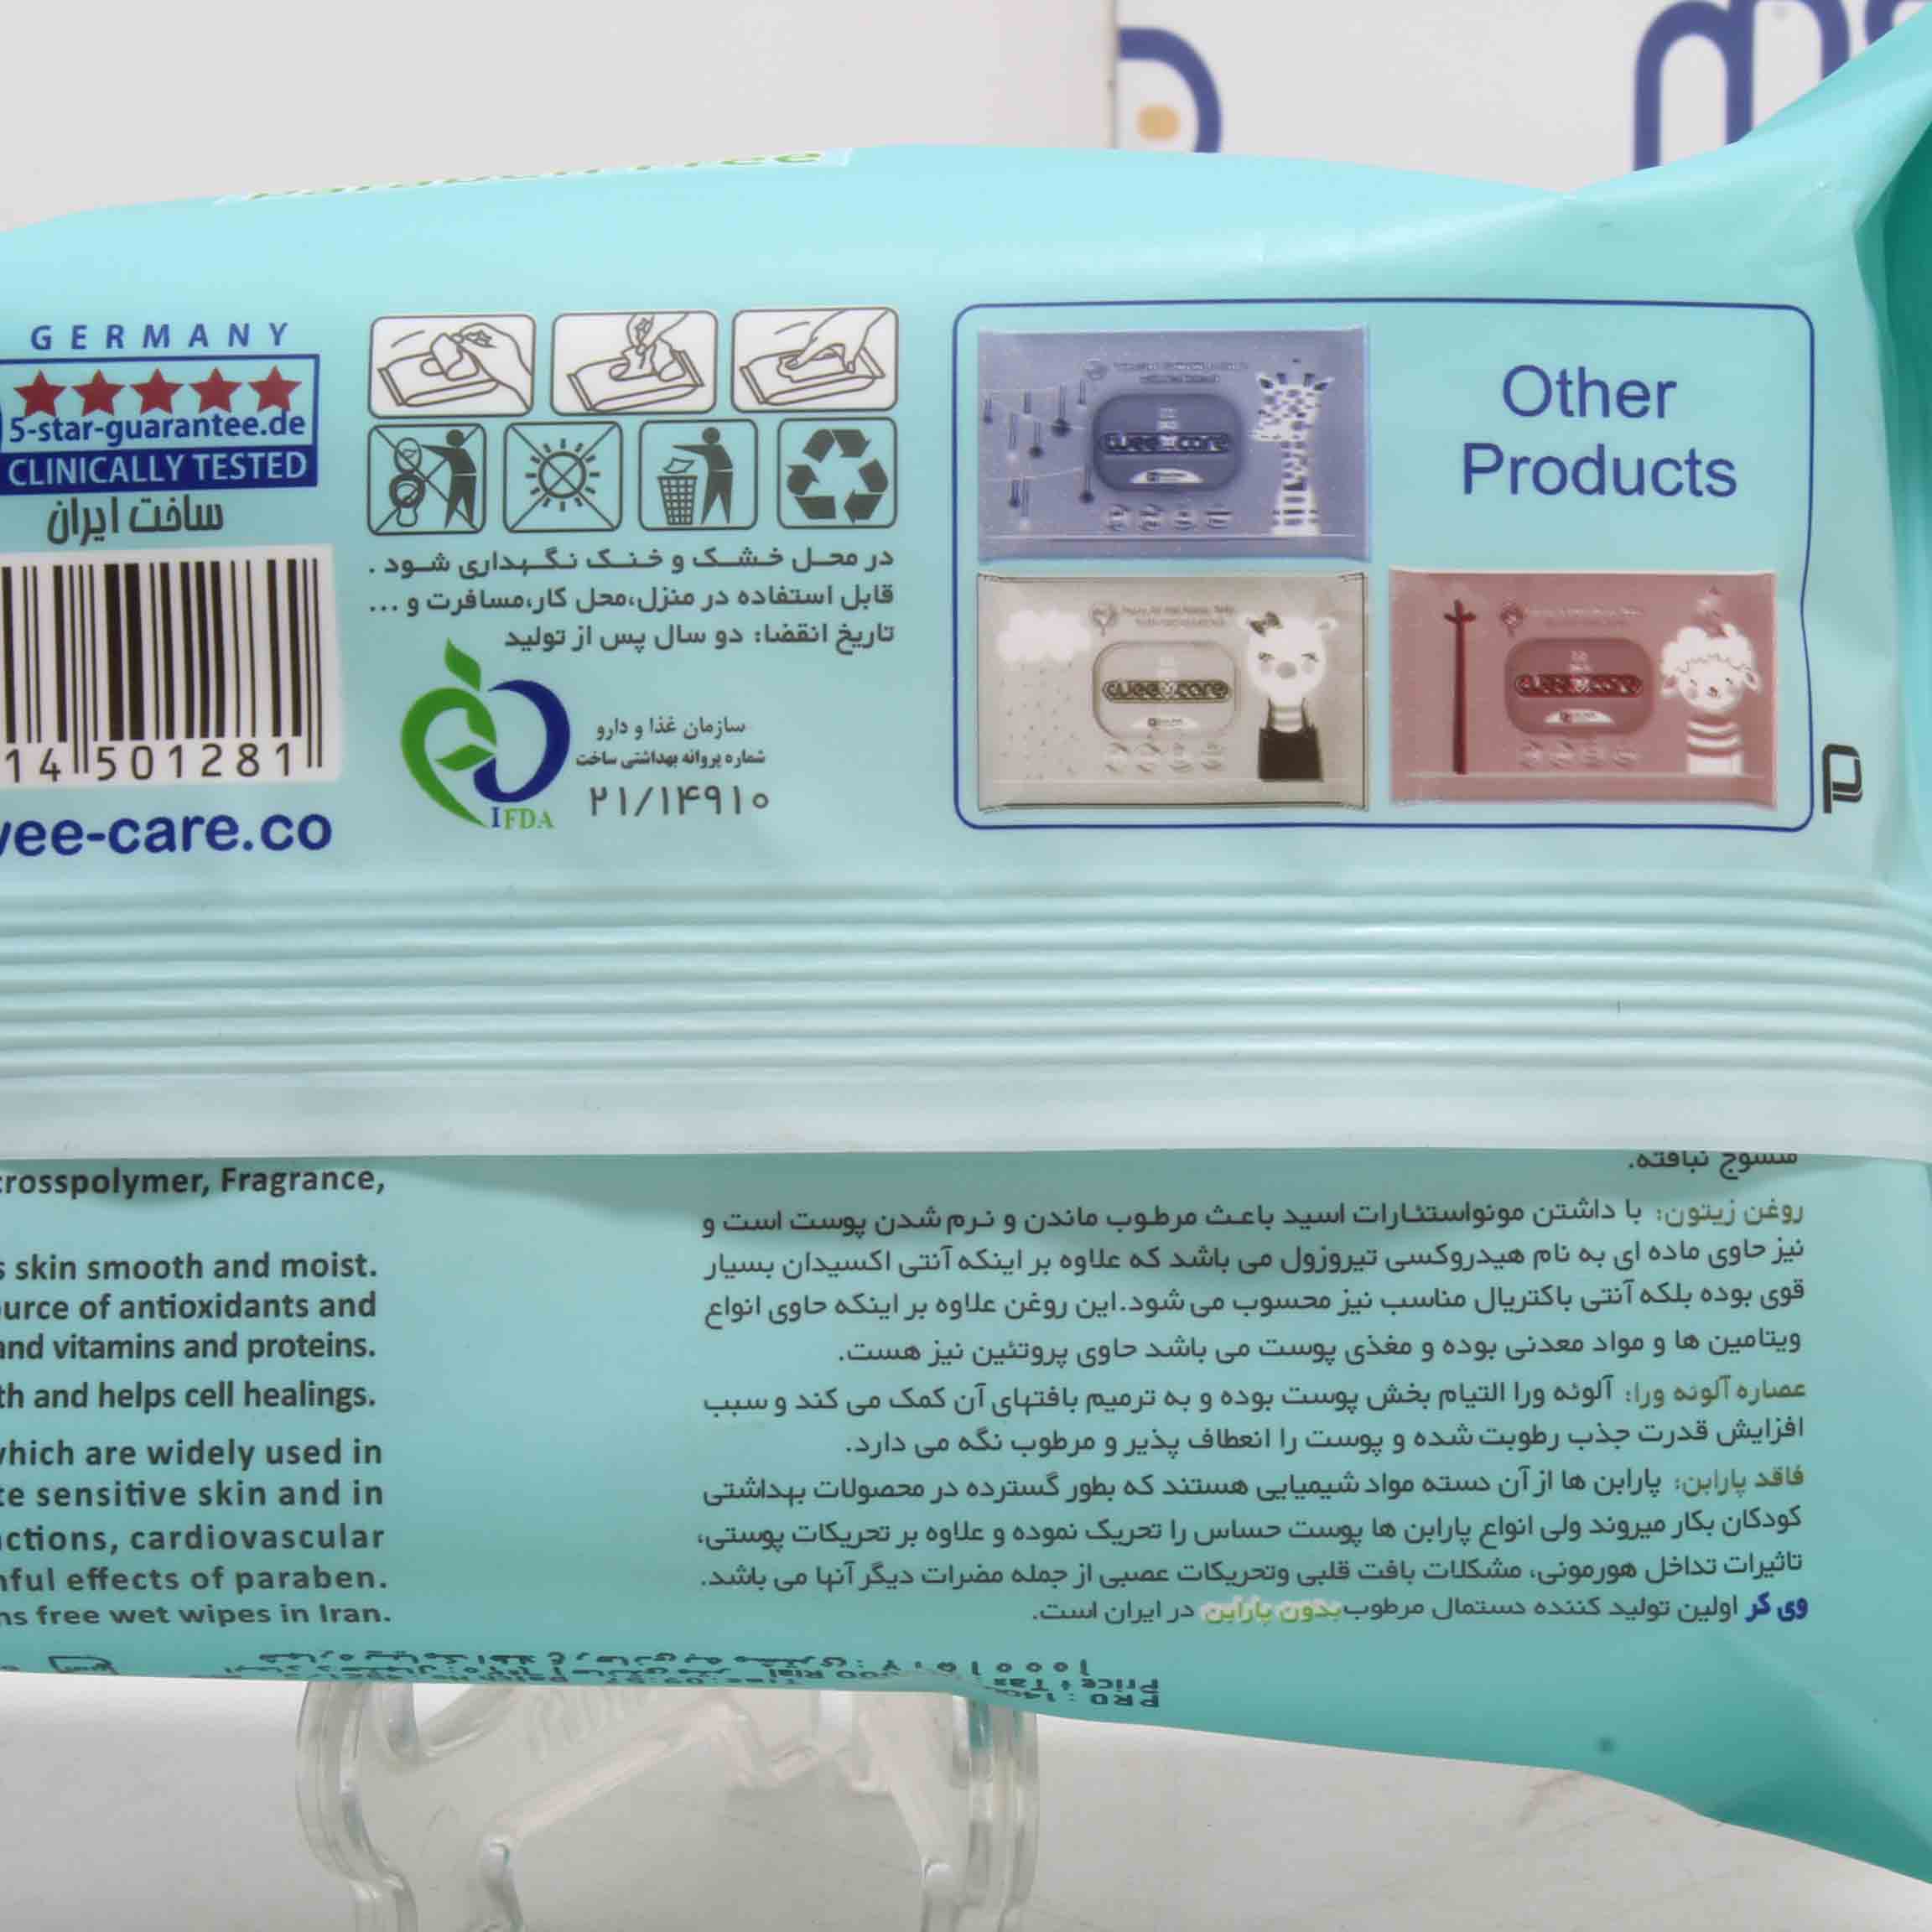 GERMANY
5-star-guarantee.de
CLINICALLY TESTED
ساخت ایران
14 501281
vee-care.co
در محل خشک و خنک نگهداری شود .
قابل استفاده در منزل،محل کار،مسافرت و ...
تاریخ انقضا: دو سال پس از تولید
سازمان غذا و دارو
شماره پروانه بهداشتی ساخت
۲۱/۱۴۹۱۰
IFDA
Other
Products
wee care
wee care
wee care
crosspolymer, Fragrance,
s skin smooth and moist.
urce of antioxidants and
and vitamins and proteins.
th and helps cell healings.
which are widely used in
te sensitive skin and in
ctions, cardiovascular
nful effects of paraben.
ns free wet wipes in Iran.
منسوج نبافته.
روغن زیتون: با داشتن مونواستئارات اسید باعث مرطوب ماندن و نرم شدن پوست است و
نیز حاوی ماده ای به نام هیدروکسی تیروزول می باشد که علاوه بر اینکه آنتی اکسیدان بسیار
قوی بوده بلکه آنتی باکتریال مناسب نیز محسوب می شود.این روغن علاوه بر اینکه حاوی انواع
ویتامین ها و مواد معدنی بوده و مغذی پوست می باشد حاوی پروتئین نیز هست.
عصاره آلوئه ورا: آلوئه ورا التیام بخش پوست بوده و به ترمیم بافتهای آن کمک می کند و سبب
افزایش قدرت جذب رطوبت شده و پوست را انعطاف پذیر و مرطوب نگه می دارد.
فاقد پارابن: پارابن ها از آن دسته مواد شیمیایی هستند که بطور گسترده در محصولات بهداشتی
کودکان بکار میروند ولی انواع پارابن ها پوست حساس را تحریک نموده و علاوه بر تحریکات پوستی،
تاثیرات تداخل هورمونی، مشکلات بافت قلبی وتحریکات عصبی از جمله مضرات دیگر آنها می باشد.
وی کر اولین تولید کننده دستمال مرطوب بدون پارابن در ایران است.
Price + Tax
PRO :